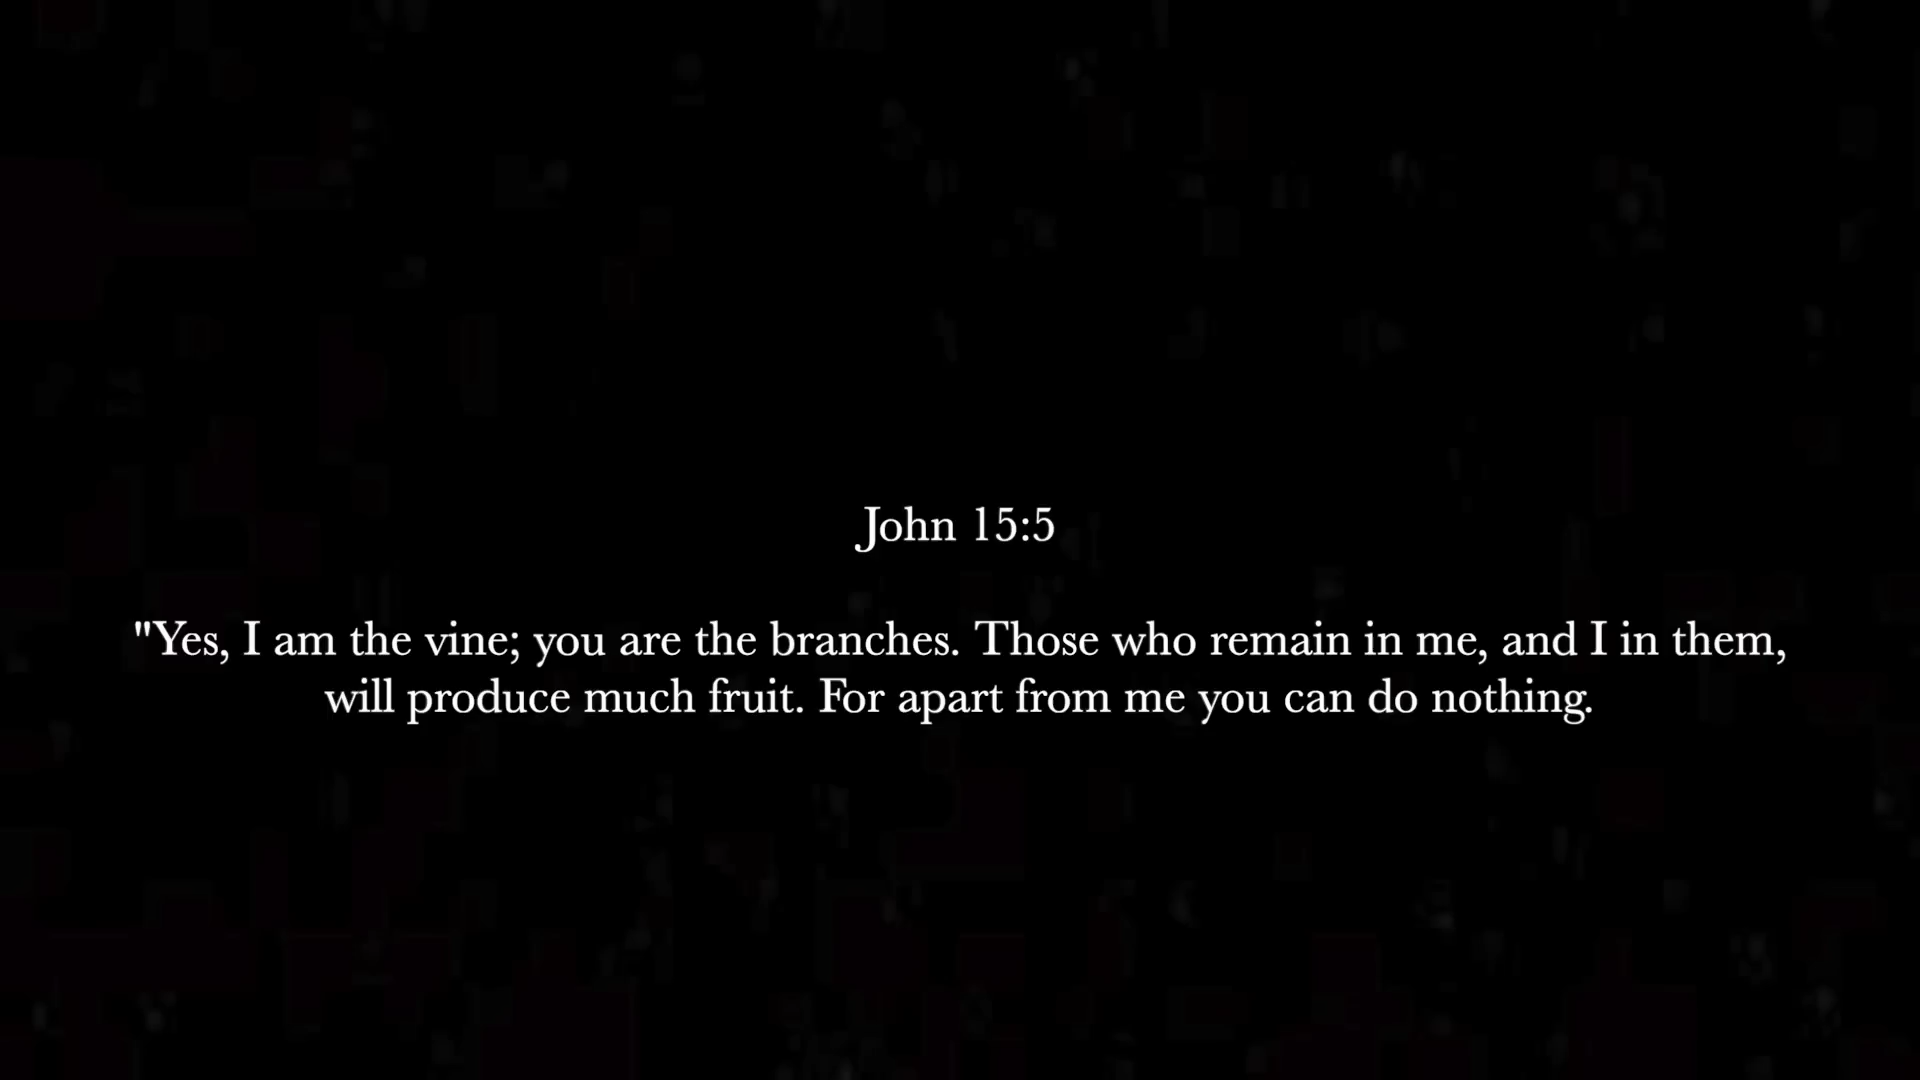 John 15:5
"Yes, I am the vine; you are the branches. Those who remain in me, and I in them,
will produce much fruit. For apart from me you can do nothing.